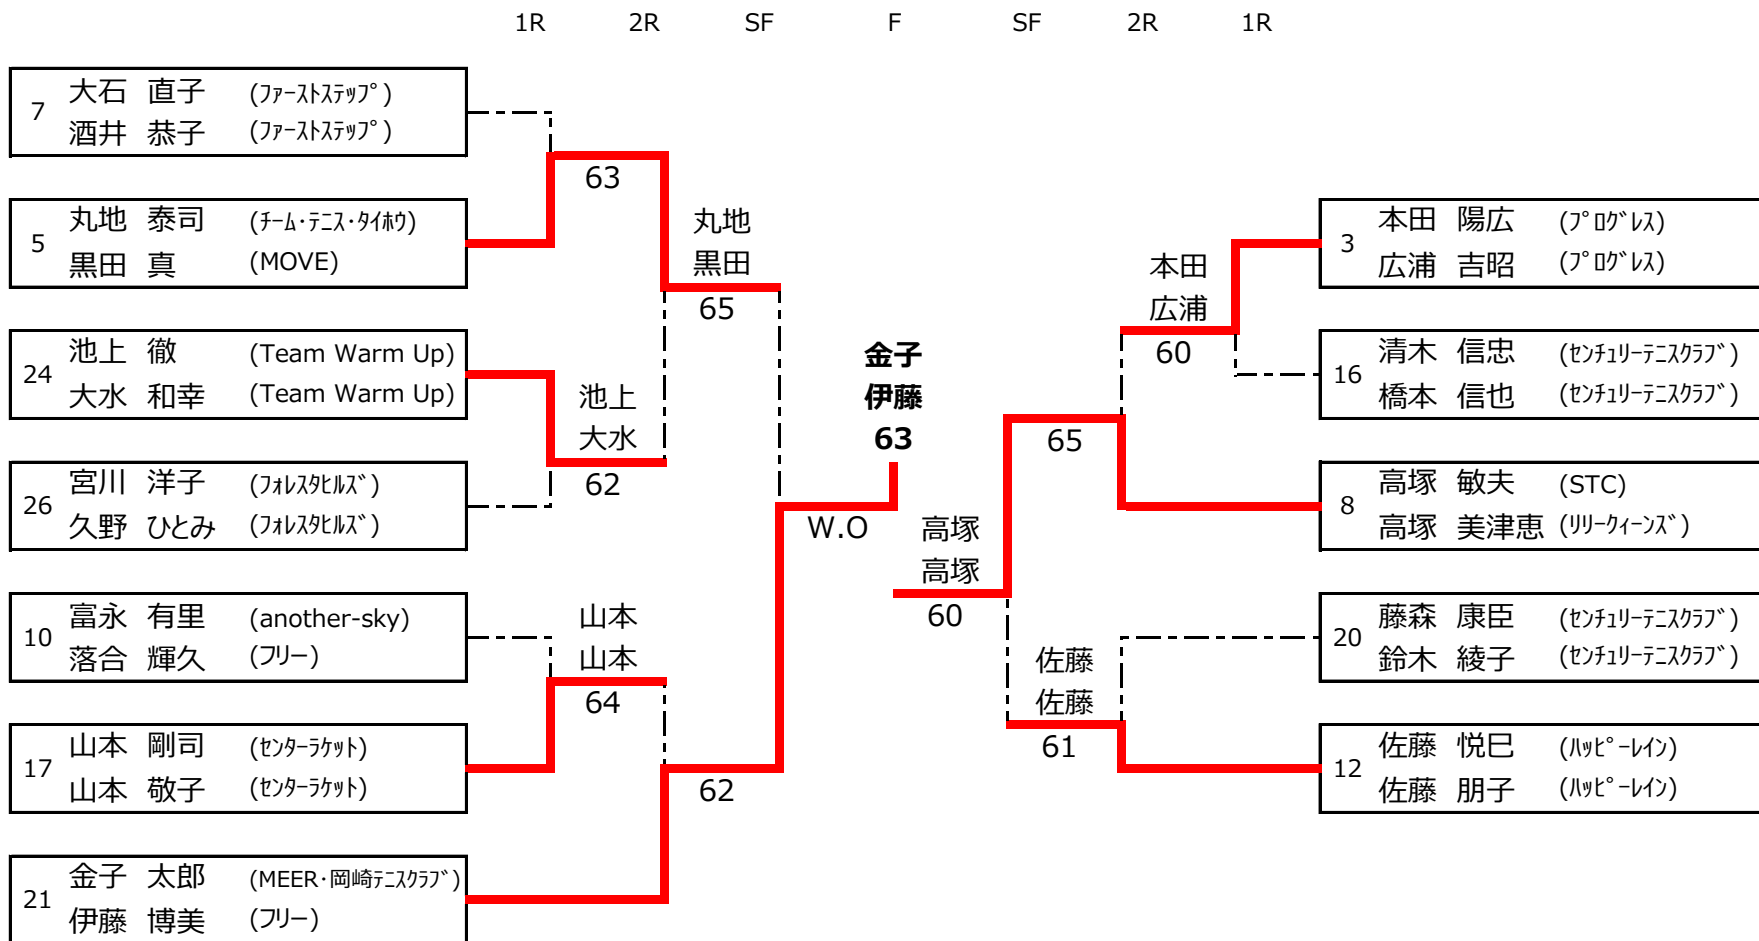 1R 2R SF F SF 2R 1R
7 大石 直子 (ﾌｧｰｽﾄｽﾃｯﾌﾟ)
酒井 恭子 (ﾌｧｰｽﾄｽﾃｯﾌﾟ)
63
5 丸地 泰司 (ﾁｰﾑ･ﾃﾆｽ･ﾀｲﾎｳ)
黒田 真 (MOVE)
丸地
黒田
65
24 池上 徹 (Team Warm Up)
大水 和幸 (Team Warm Up)
池上
大水
62
26 宮川 洋子 (ﾌｫﾚｽﾀﾋﾙｽﾞ)
久野 ひとみ (ﾌｫﾚｽﾀﾋﾙｽﾞ)
10 富永 有里 (another-sky)
落合 輝久 (フリー)
山本
山本
64
17 山本 剛司 (ｾﾝﾀｰﾗｹｯﾄ)
山本 敬子 (ｾﾝﾀｰﾗｹｯﾄ)
62
21 金子 太郎 (MEER･岡崎ﾃﾆｽｸﾗﾌﾞ)
伊藤 博美 (フリー)
W.O
金子
伊藤
63
高塚
高塚
60
65
本田
広浦
60
3 本田 陽広 (ﾌﾟﾛｸﾞﾚｽ)
広浦 吉昭 (ﾌﾟﾛｸﾞﾚｽ)
16 清木 信忠 (ｾﾝﾁｭﾘｰﾃﾆｽｸﾗﾌﾞ)
橋本 信也 (ｾﾝﾁｭﾘｰﾃﾆｽｸﾗﾌﾞ)
8 高塚 敏夫 (STC)
高塚 美津恵 (ﾘﾘｰｸｨｰﾝｽﾞ)
佐藤
佐藤
61
20 藤森 康臣 (ｾﾝﾁｭﾘｰﾃﾆｽｸﾗﾌﾞ)
鈴木 綾子 (ｾﾝﾁｭﾘｰﾃﾆｽｸﾗﾌﾞ)
12 佐藤 悦巳 (ﾊｯﾋﾟｰﾚｲﾝ)
佐藤 朋子 (ﾊｯﾋﾟｰﾚｲﾝ)